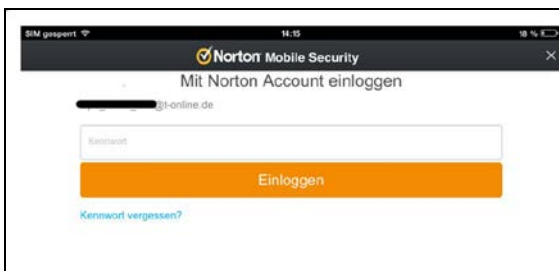 SIM gesperrt 14:15 18 %
Norton Mobile Security
Mit Norton Account einloggen
@t-online.de
Kennwort
Einloggen
Kennwort vergessen?